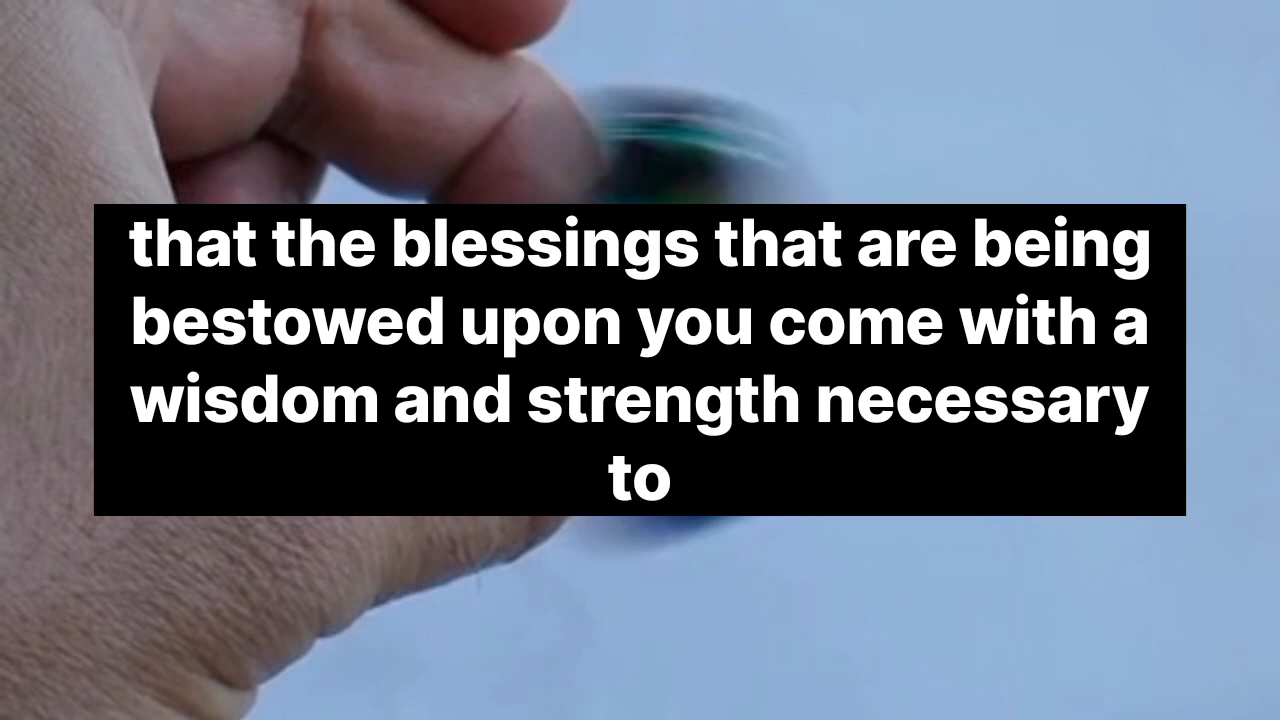 that the blessings that are being
bestowed upon you come with a
wisdom and strength necessary
to